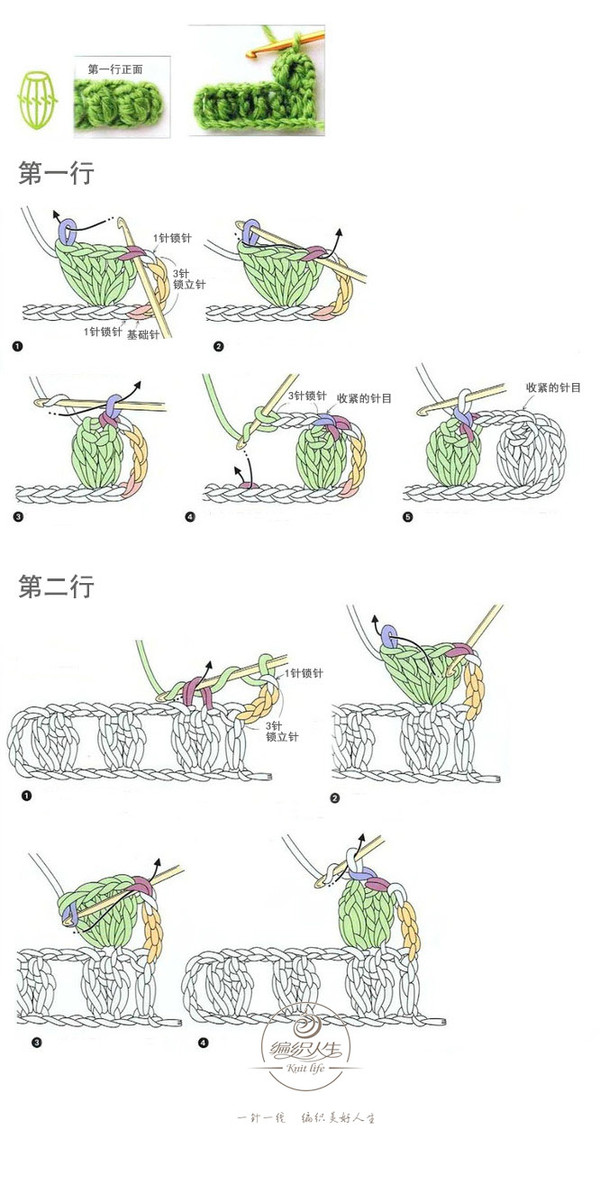 第一行正面
第一行
1针锁针
3针
锁立针
1针锁针
基础针
1
2
3针锁针
收紧的针目
收紧的针目
3
4
5
第二行
1针锁针
3针
锁立针
1
2
3
4
编织人生
Knit life
一针一线 编织美好人生